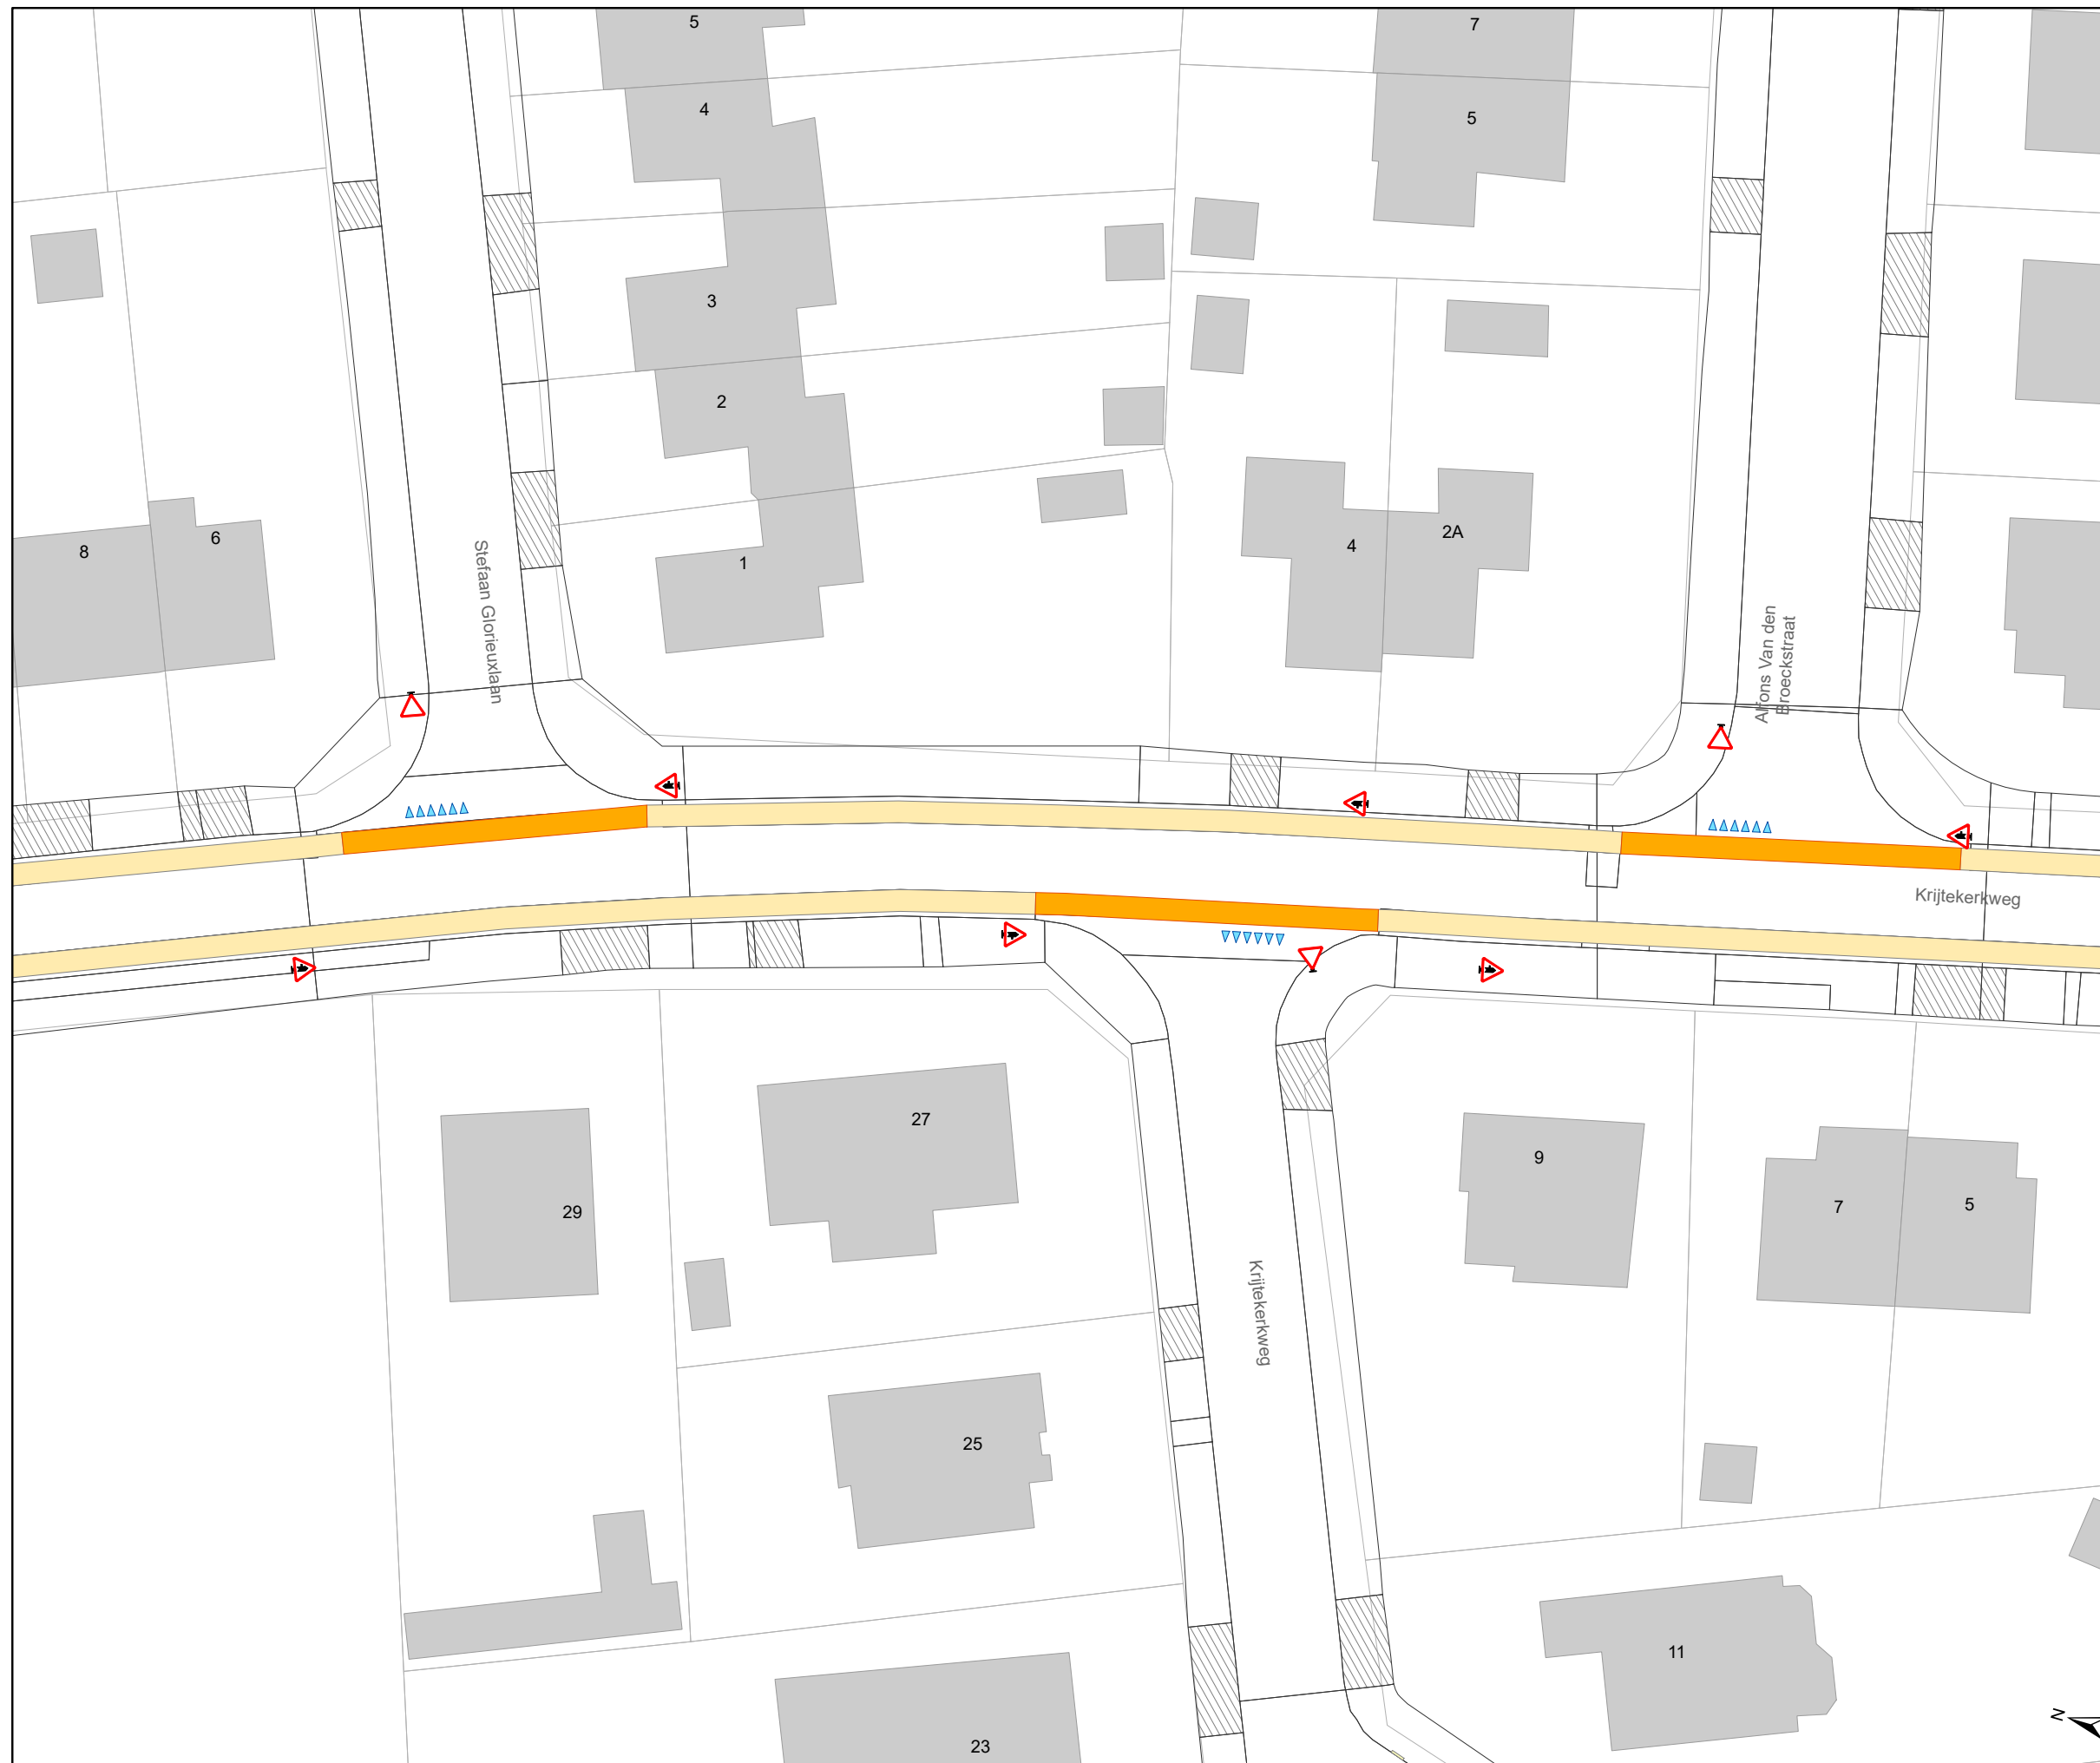 5
7
4
5
3
2
8
6
1
4
2A
Stefaan Glorieuxlaan
Alfons Van den
Broeckstraat
Krijtekerkweg
27
9
29
7
5
Krijtekerkweg
25
11
23
N